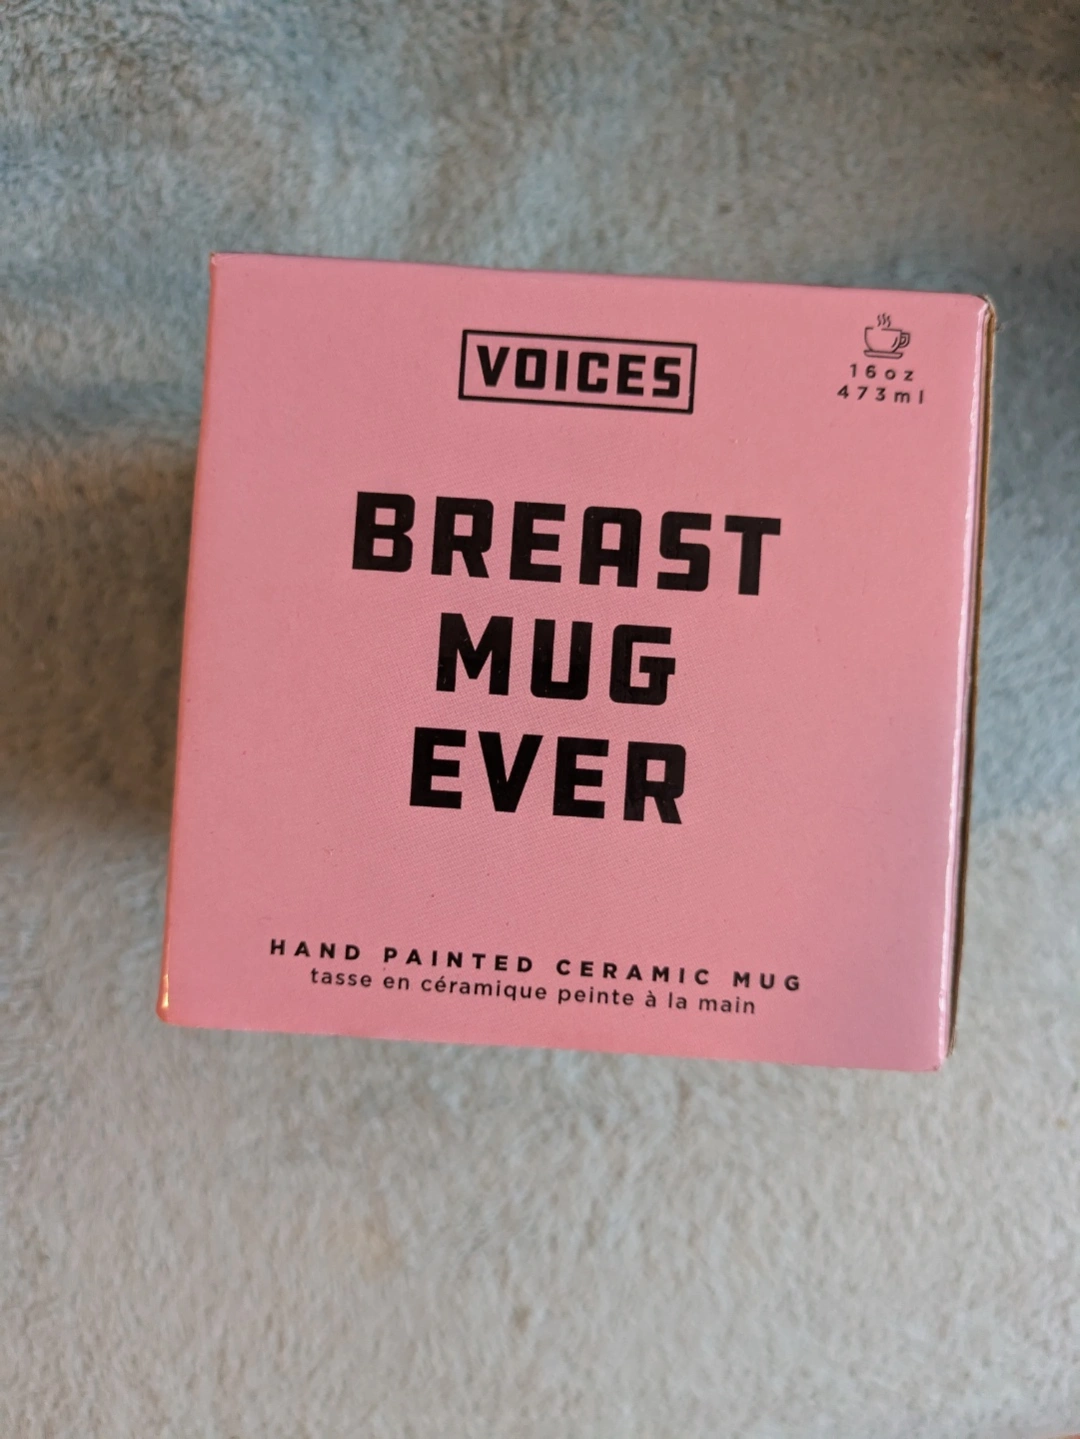 VOICES
16oz
473ml
BREAST
MUG
EVER
HAND PAINTED CERAMIC MUG
tasse en céramique peinte à la main